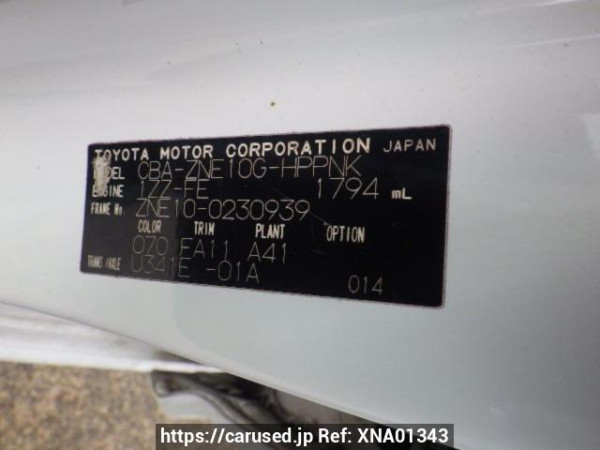 TOYOTA MOTOR CORPORATION JAPAN
MODEL CBA-ZNE10G-HPPNK
ENGINE 1ZZ-FE 1794 mL
FRAME No ZNE10-0230939
COLOR TRIM PLANT OPTION
070 FA11 A41
TRANS/AXLE U341E -01A
014
https://carused.jp Ref: XNA01343